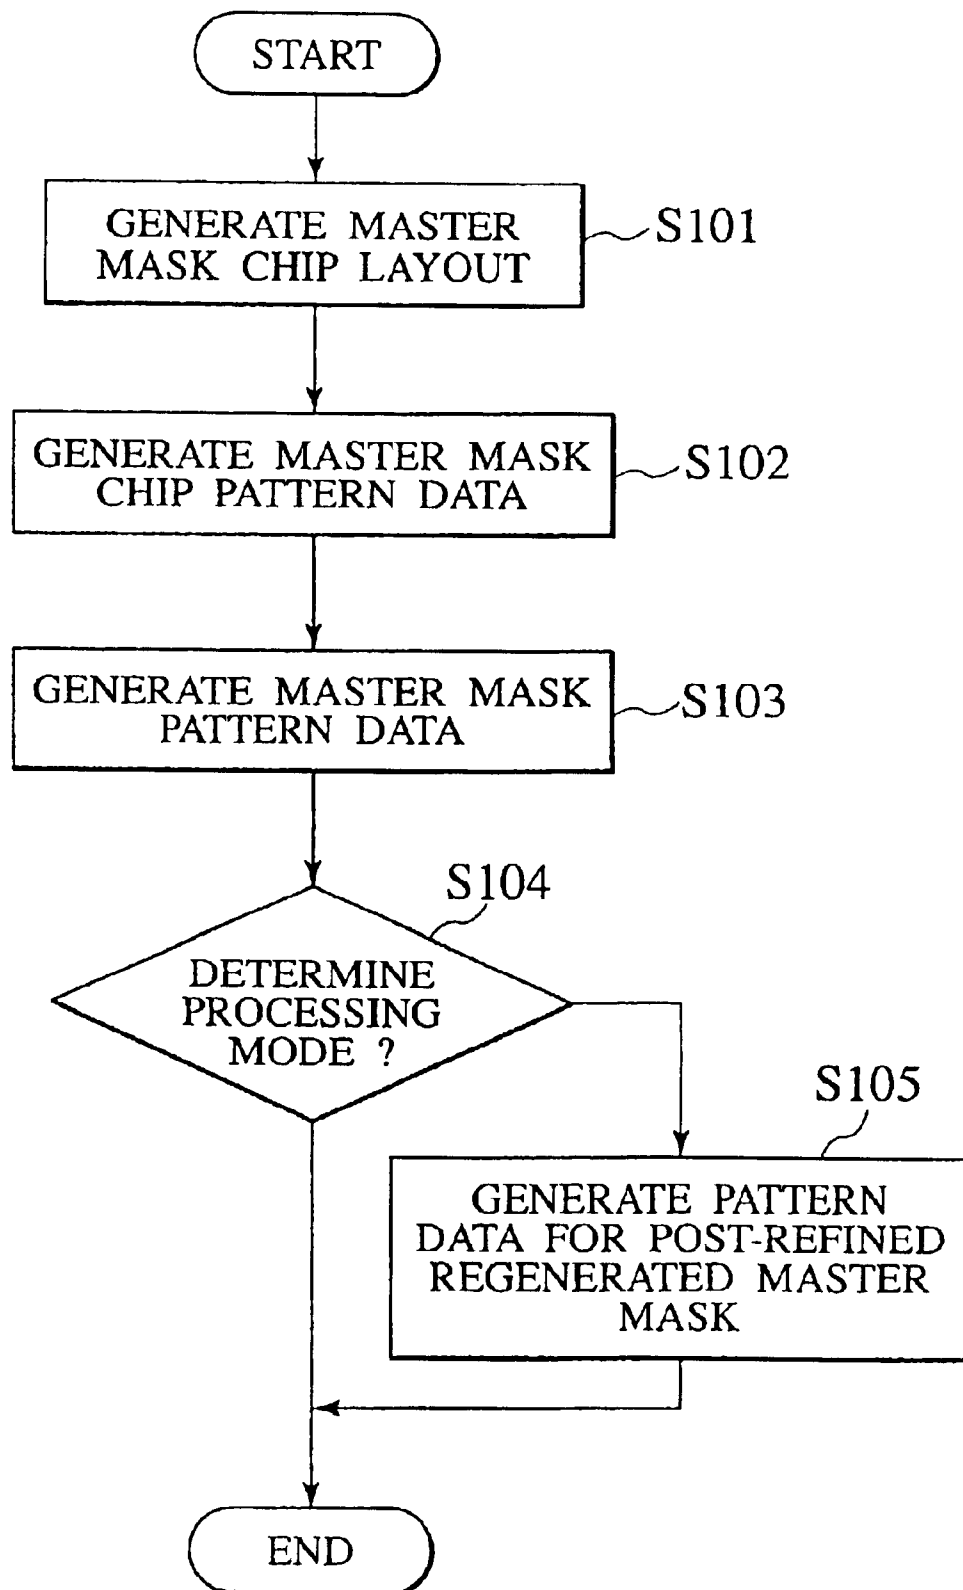 START
GENERATE MASTER
MASK CHIP LAYOUT
S101
GENERATE MASTER MASK
CHIP PATTERN DATA
S102
GENERATE MASTER MASK
PATTERN DATA
S103
S104
DETERMINE
PROCESSING
MODE ?
S105
GENERATE PATTERN
DATA FOR POST-REFINED
REGENERATED MASTER
MASK
END